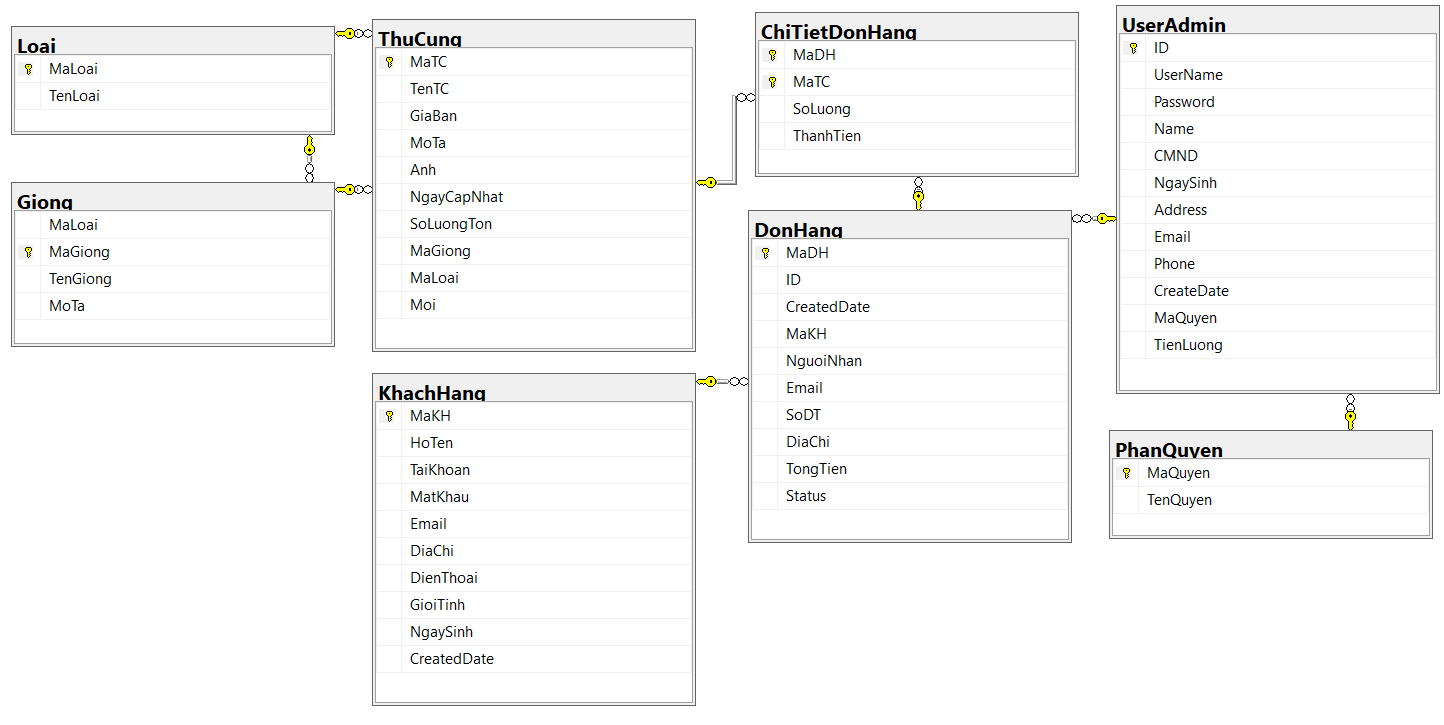 Loai
MaLoai
TenLoai
Giong
MaLoai
MaGiong
TenGiong
MoTa
ThuCung
MaTC
TenTC
GiaBan
MoTa
Anh
NgayCapNhat
SoLuongTon
MaGiong
MaLoai
Moi
KhachHang
MaKH
HoTen
TaiKhoan
MatKhau
Email
DiaChi
DienThoai
GioiTinh
NgaySinh
CreatedDate
ChiTietDonHang
MaDH
MaTC
SoLuong
ThanhTien
DonHang
MaDH
ID
CreatedDate
MaKH
NguoiNhan
Email
SoDT
DiaChi
TongTien
Status
UserAdmin
ID
UserName
Password
Name
CMND
NgaySinh
Address
Email
Phone
CreateDate
MaQuyen
TienLuong
PhanQuyen
MaQuyen
TenQuyen